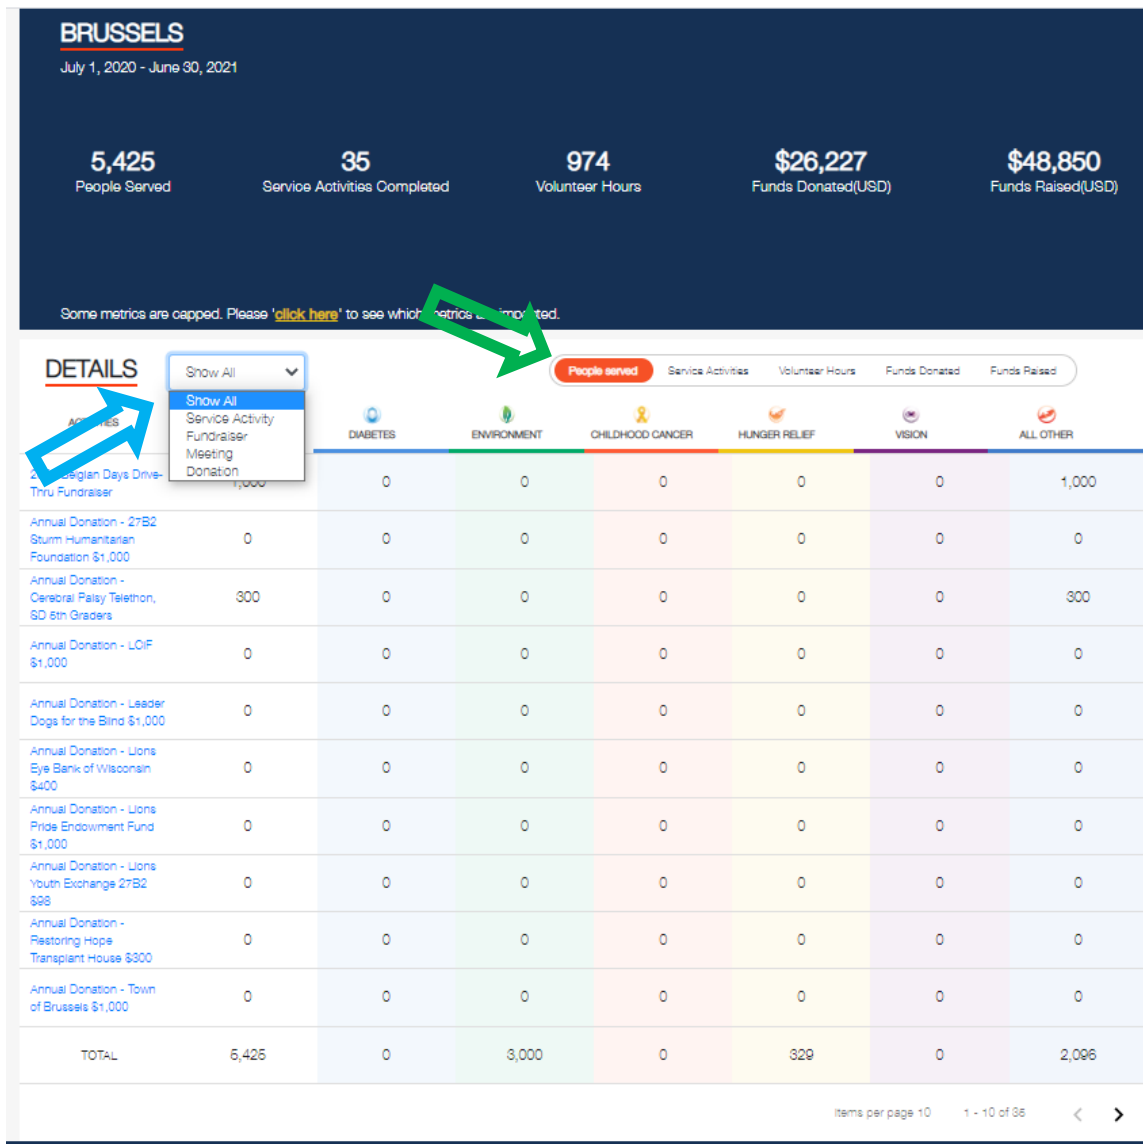 BRUSSELS
July 1, 2020 - June 30, 2021
5,425 35 974 $26,227 $48,850
People Served Service Activities Completed Volunteer Hours Funds Donated(USD) Funds Raised(USD)
Some metrics are capped. Please 'click here' to see which metrics are impacted.
DETAILS Show All People served Service Activities Volunteer Hours Funds Donated Funds Raised
Show All
Service Activity
Fundraiser
Meeting
Donation
DIABETES ENVIRONMENT CHILDHOOD CANCER HUNGER RELIEF VISION ALL OTHER
Belgian Days Drive-
Thru Fundraiser
1,000 0 0 0 0 0 1,000
Annual Donation - 27B2
Sturm Humanitarian
Foundation $1,000
0 0 0 0 0 0 0
Annual Donation -
Cerebral Palsy Telethon,
SD 5th Graders
300 0 0 0 0 0 300
Annual Donation - LOIF
$1,000
0 0 0 0 0 0 0
Annual Donation - Leader
Dogs for the Blind $1,000
0 0 0 0 0 0 0
Annual Donation - Lions
Eye Bank of Wisconsin
$400
0 0 0 0 0 0 0
Annual Donation - Lions
Pride Endowment Fund
$1,000
0 0 0 0 0 0 0
Annual Donation - Lions
Youth Exchange 27B2
$98
0 0 0 0 0 0 0
Annual Donation -
Restoring Hope
Transplant House $300
0 0 0 0 0 0 0
Annual Donation - Town
of Brussels $1,000
0 0 0 0 0 0 0
TOTAL 5,425 0 3,000 0 329 0 2,096
Items per page 10 1 - 10 of 35